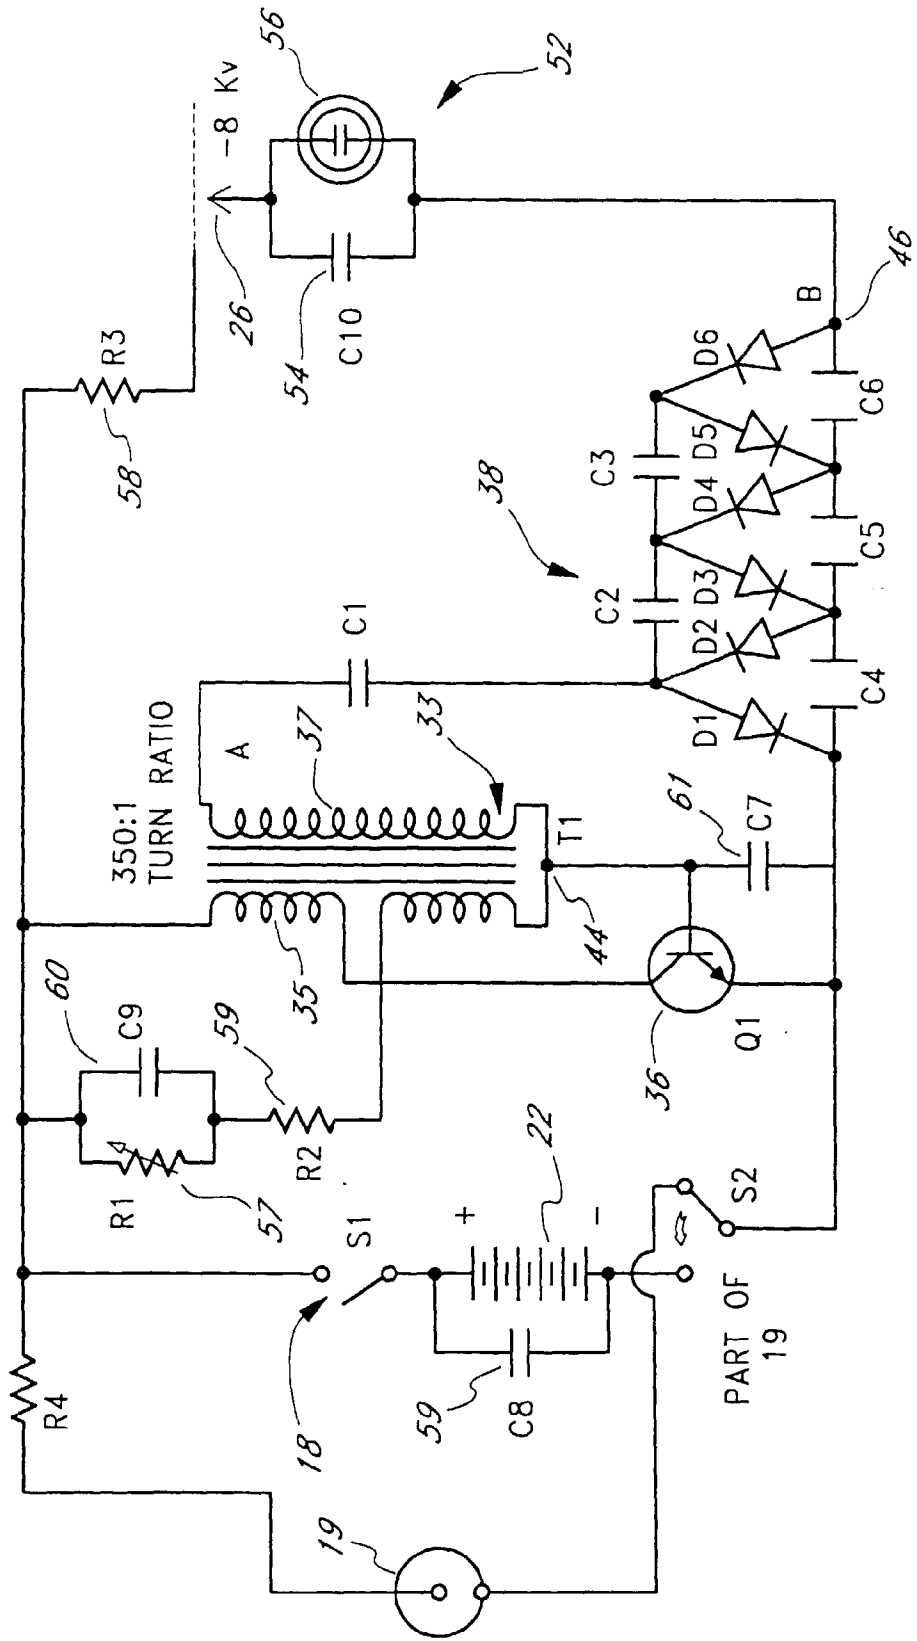 R4
60
R3
58
350:1
TURN RATIO
R1
C9
57
59
R2
35
A
37
33
C1
-8 Kv
26
56
54
C10
52
19
18
S1
59
C8
+
-
22
44
T1
38
C2
C3
36
Q1
61
C7
D1
D2
D3
D4
D5
D6
B
46
C4
C5
C6
S2
PART OF
19